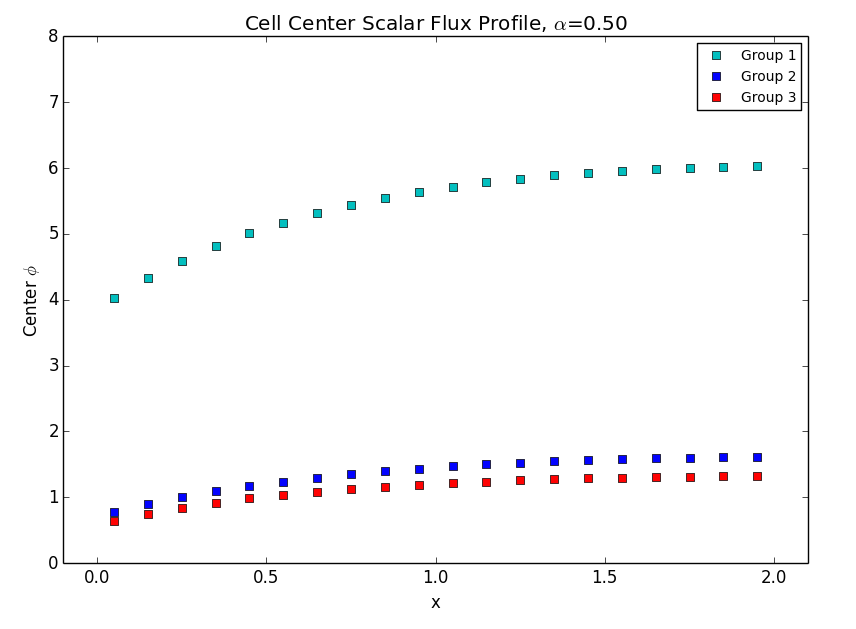 Cell Center Scalar Flux Profile, α=0.50
8
7
6
5
4
3
2
1
0
Center ϕ
Group 1
Group 2
Group 3
0.0 0.5 1.0 1.5 2.0
x